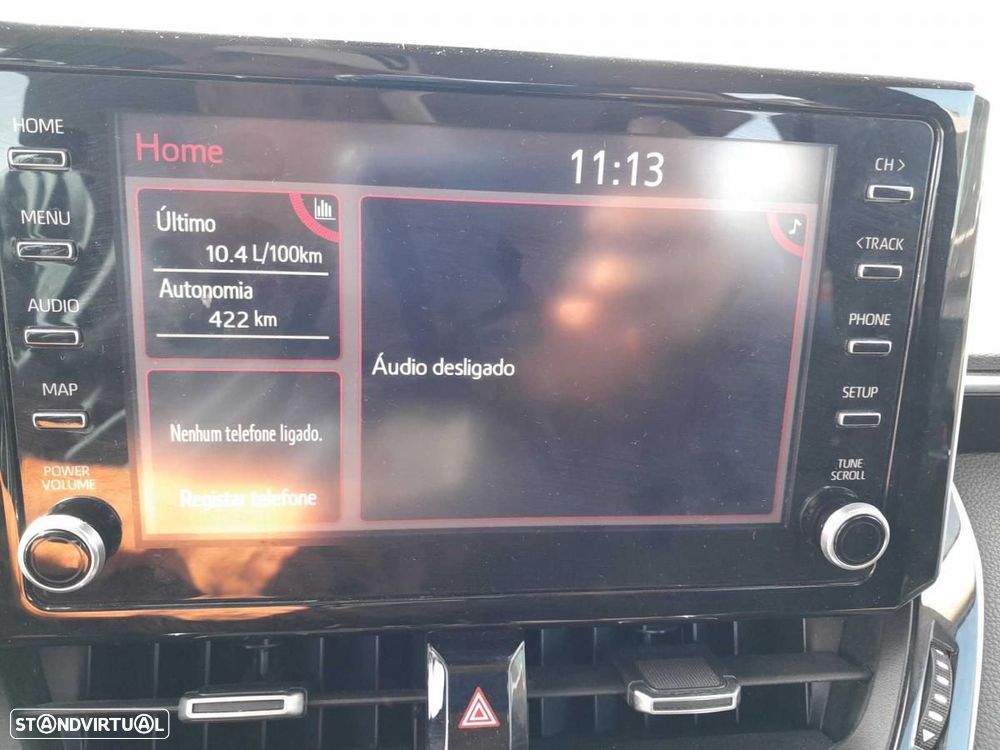 HOME
MENU
AUDIO
MAP
POWER
VOLUME
Home
11:13
Último
10.4 L/100km
Autonomia
422 km
Nenhum telefone ligado.
Registar telefone
Áudio desligado
CH >
< TRACK
PHONE
SETUP
TUNE
SCROLL
STANDVIRTUAL